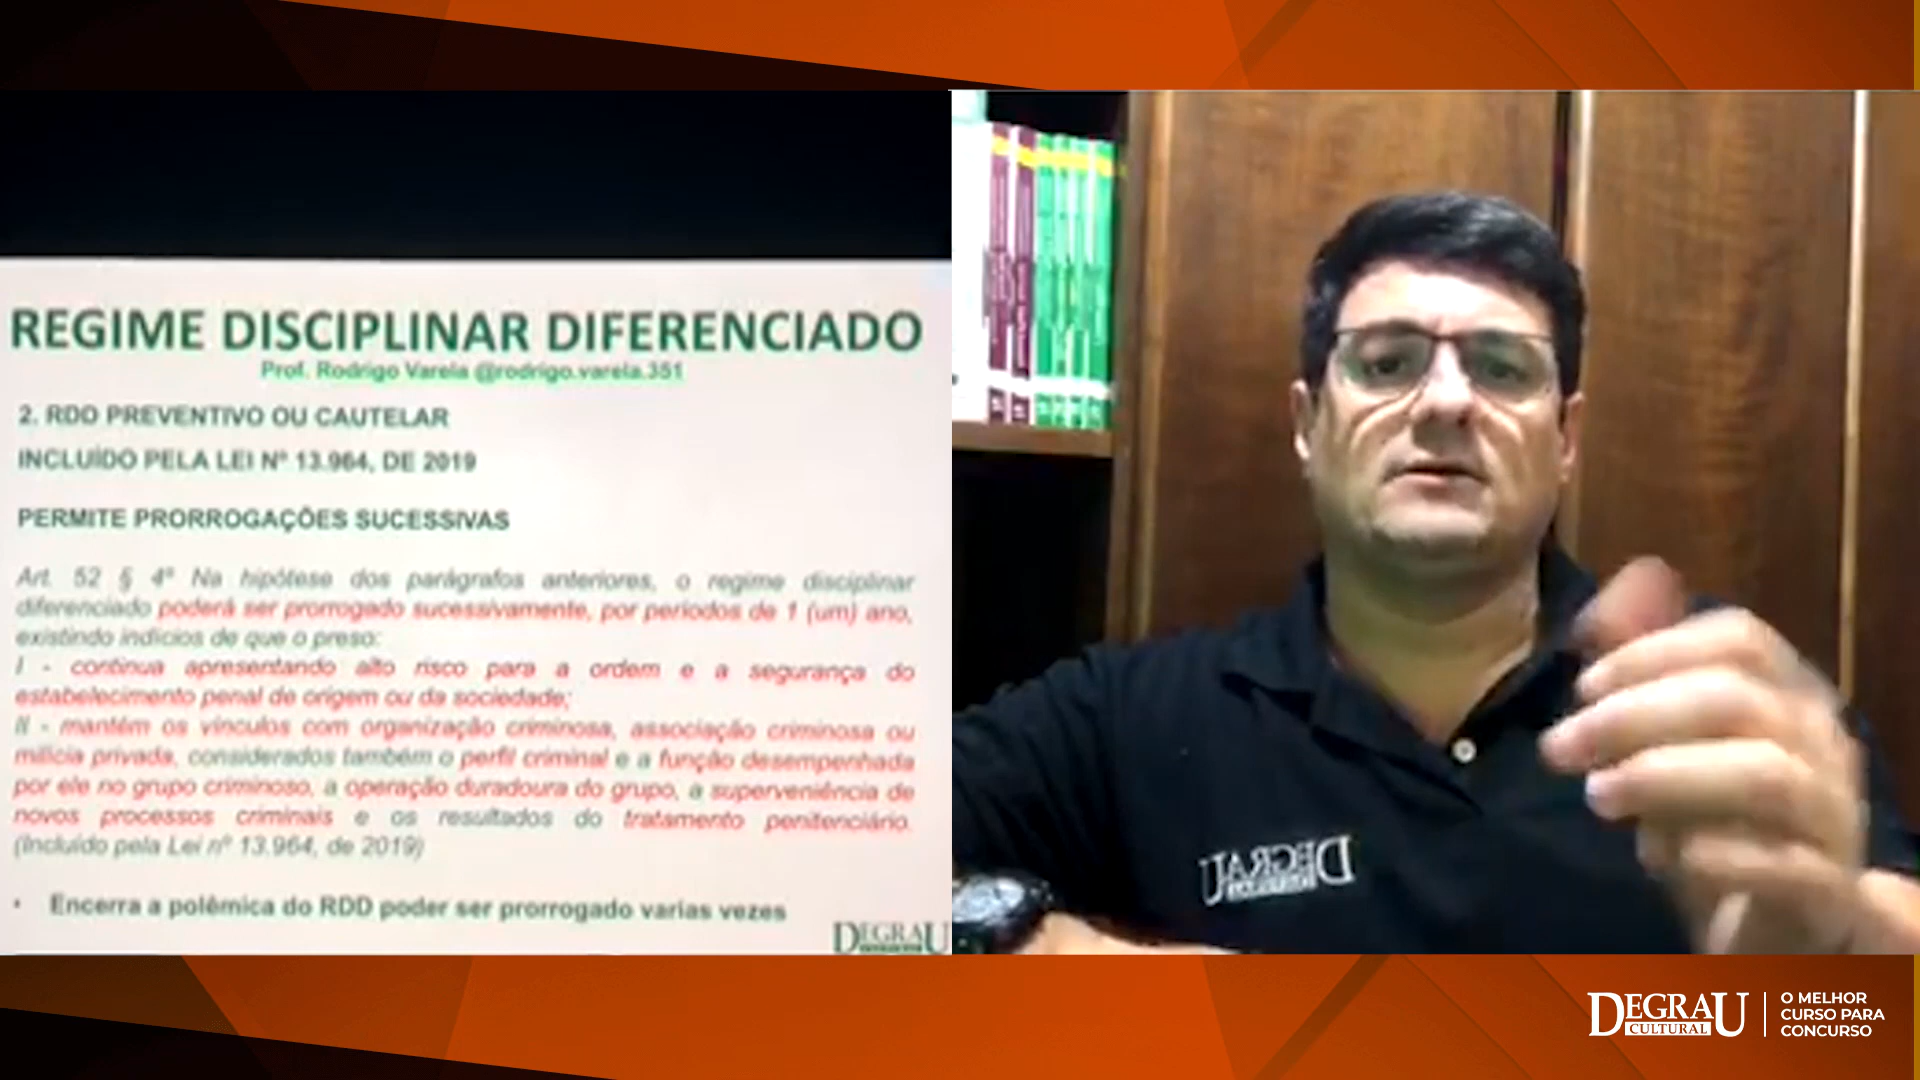 REGIME DISCIPLINAR DIFERENCIADO
Prof. Rodrigo Varela @rodrigo.varela.351
2. RDD PREVENTIVO OU CAUTELAR
INCLUÍDO PELA LEI Nº 13.964, DE 2019
PERMITE PRORROGAÇÕES SUCESSIVAS
Art. 52 § 4º Na hipótese dos parágrafos anteriores, o regime disciplinar
diferenciado poderá ser prorrogado sucessivamente, por períodos de 1 (um) ano,
existindo indícios de que o preso:
I - continua apresentando alto risco para a ordem e a segurança do
estabelecimento penal de origem ou da sociedade;
II - mantém os vínculos com organização criminosa, associação criminosa ou
milícia privada, considerados também o perfil criminal e a função desempenhada
por ele no grupo criminoso, a operação duradoura do grupo, a superveniência de
novos processos criminais e os resultados do tratamento penitenciário.
(Incluído pela Lei nº 13.964, de 2019)
• Encerra a polêmica do RDD poder ser prorrogado varias vezes
DEGRAU
DEGRAU
DEGRAU
CULTURAL
O MELHOR
CURSO PARA
CONCURSO